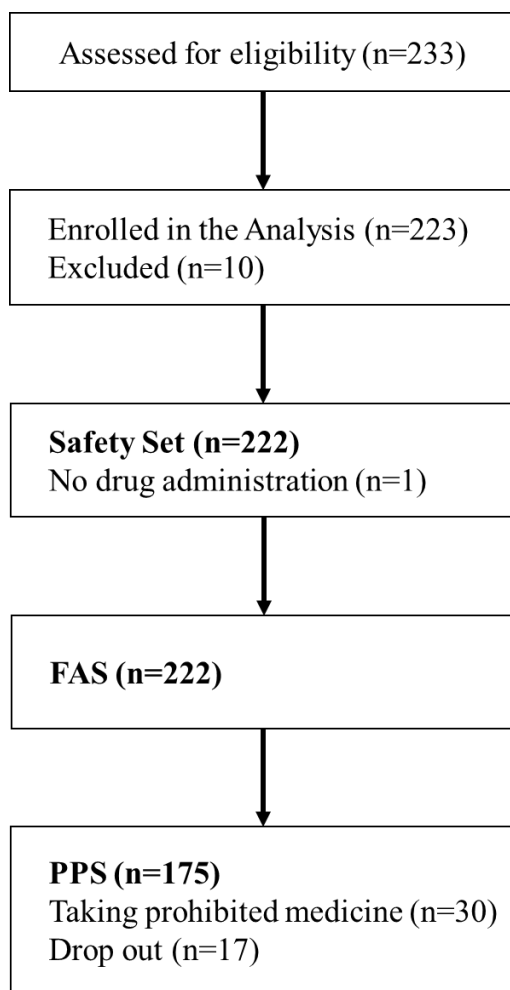 Assessed for eligibility (n=233)
Enrolled in the Analysis (n=223)
Excluded (n=10)
Safety Set (n=222)
No drug administration (n=1)
FAS (n=222)
PPS (n=175)
Taking prohibited medicine (n=30)
Drop out (n=17)